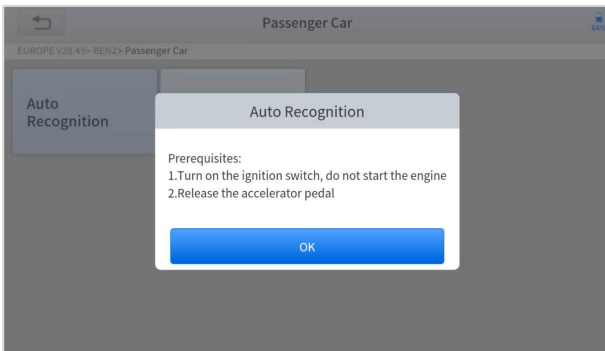 Passenger Car
64%
EUROPE V28.49> BENZ> Passenger Car
Auto
Recognition
Auto Recognition
Prerequisites:
1.Turn on the ignition switch, do not start the engine
2.Release the accelerator pedal
OK